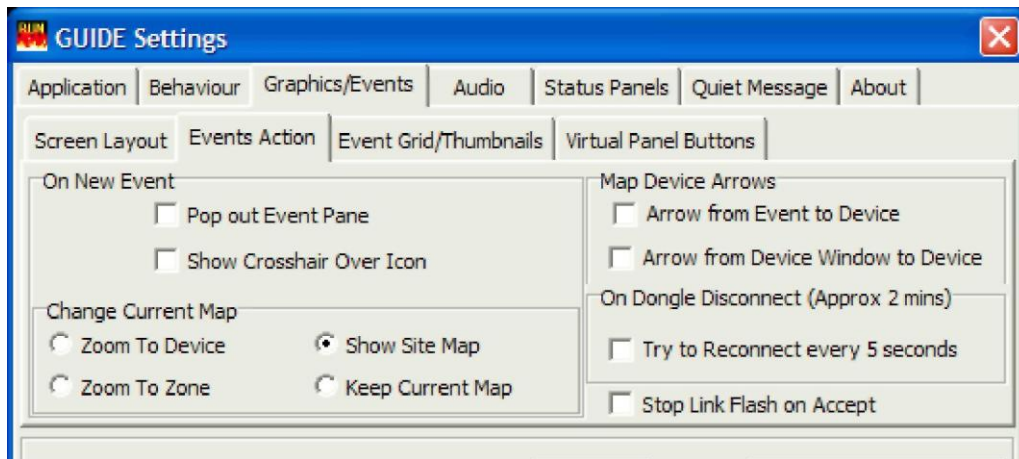 RUN
GUIDE Settings
Application Behaviour Graphics/Events Audio Status Panels Quiet Message About
Screen Layout Events Action Event Grid/Thumbnails Virtual Panel Buttons
On New Event
Pop out Event Pane
Show Crosshair Over Icon
Change Current Map
Zoom To Device Show Site Map
Zoom To Zone Keep Current Map
Map Device Arrows
Arrow from Event to Device
Arrow from Device Window to Device
On Dongle Disconnect (Approx 2 mins)
Try to Reconnect every 5 seconds
Stop Link Flash on Accept